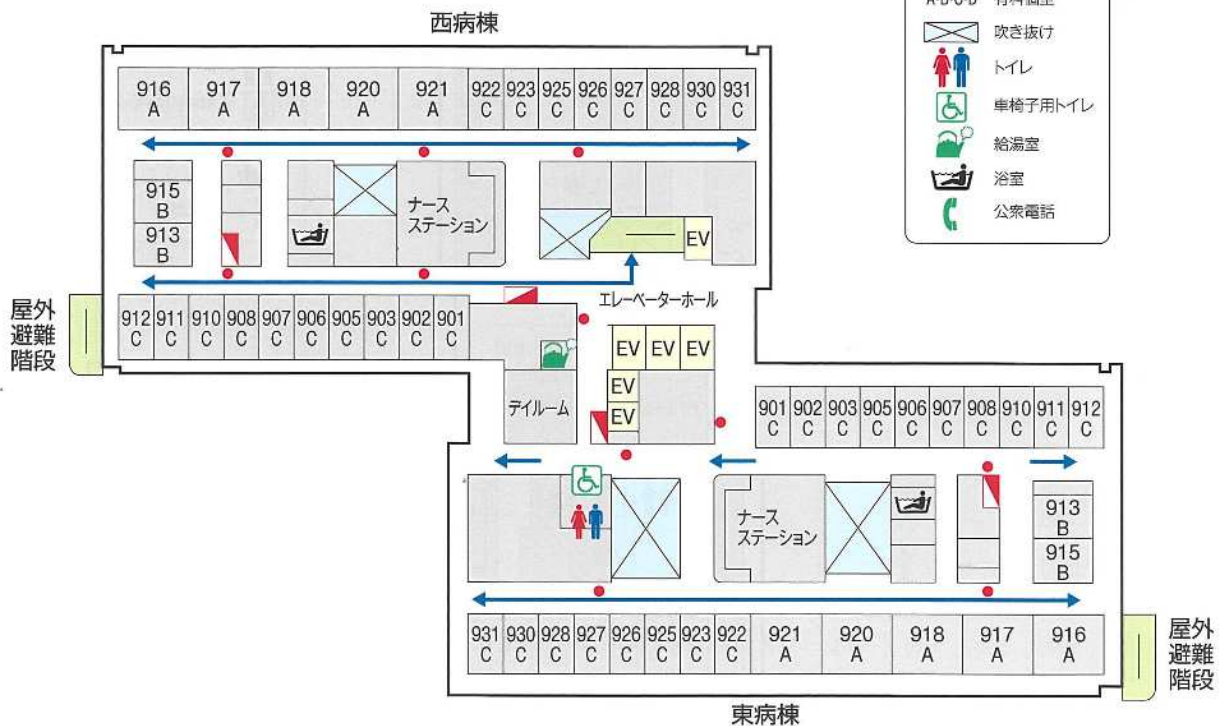 西病棟
916 917 918 920 921 922 923 925 926 927 928 930 931
A A A A A C C C C C C C C
915
B
913
B
ナース
ステーション
EV
エレベーターホール
屋外
避難
階段
912 911 910 908 907 906 905 903 902 901
C C C C C C C C C C
EV EV EV
EV
EV
デイルーム
901 902 903 905 906 907 908 910 911 912
C C C C C C C C C C
ナース
ステーション
913
B
915
B
931 930 928 927 926 925 923 922 921 920 918 917 916
C C C C C C C C A A A A A
屋外
避難
階段
東病棟
吹き抜け
トイレ
車椅子用トイレ
給湯室
浴室
公衆電話